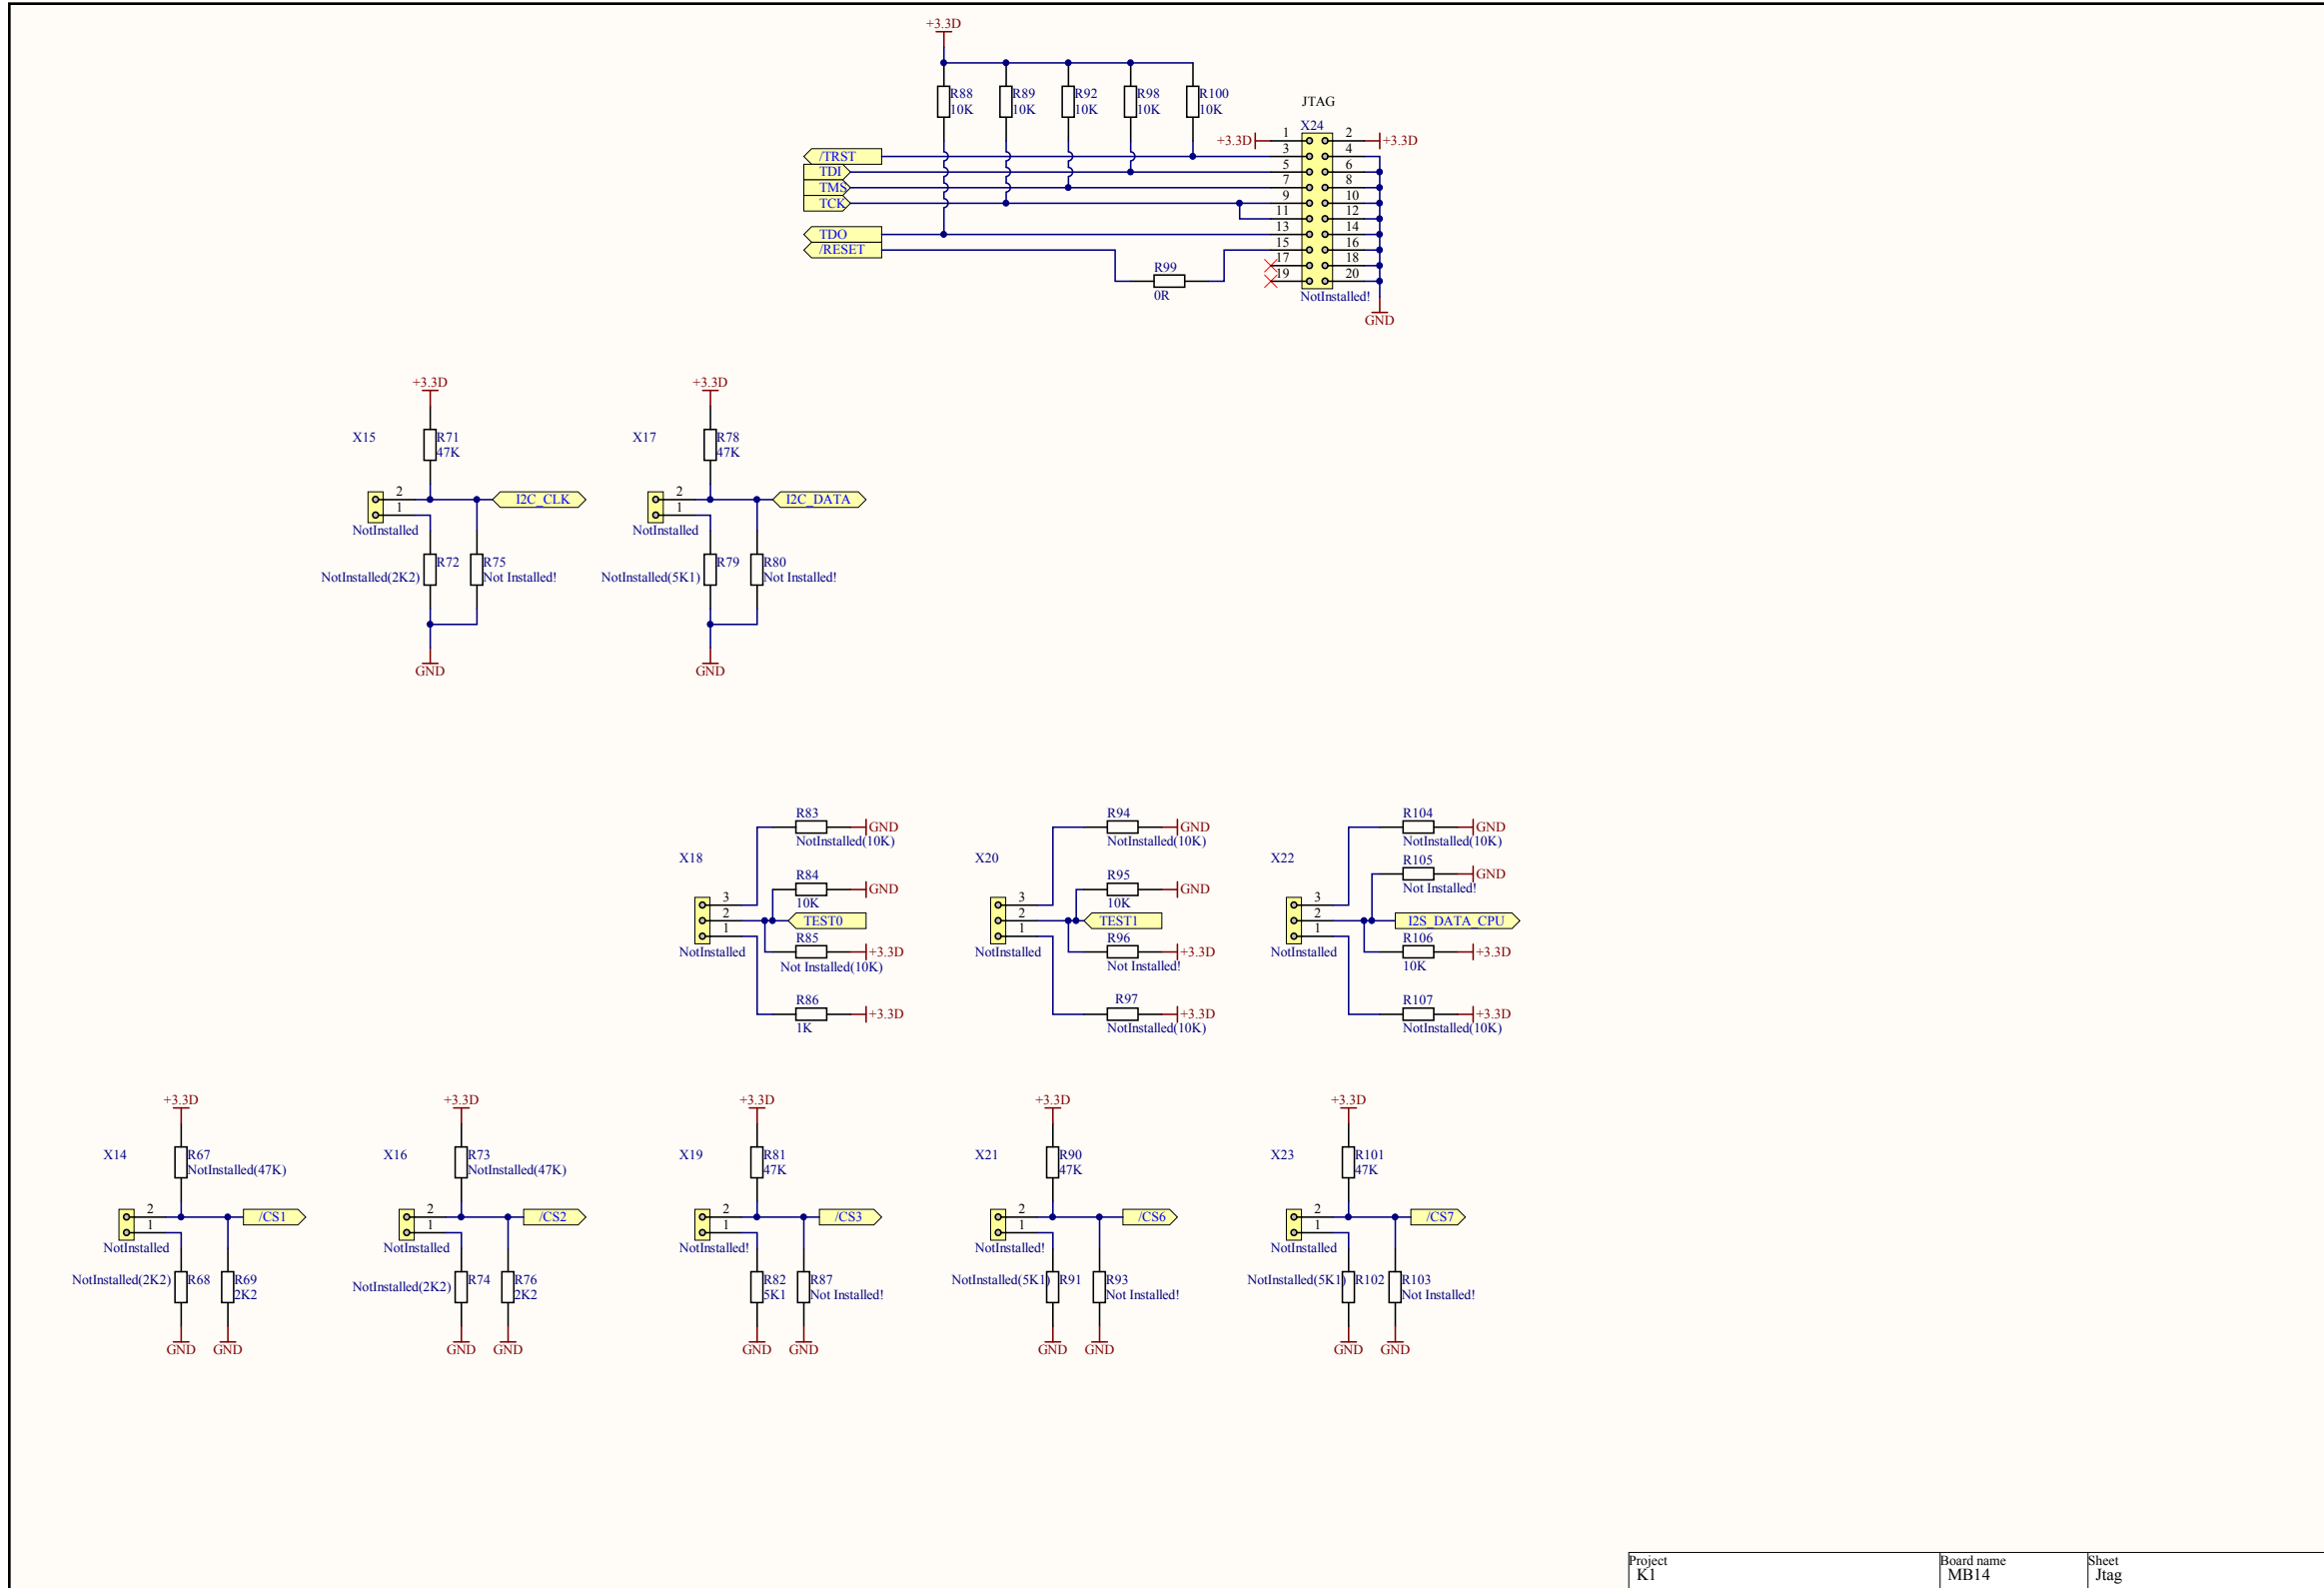 +3.3D
R88 R89 R92 R98 R100
10K 10K 10K 10K 10K
JTAG
X24
+3.3D 1 2 +3.3D
/TRST 3 4
TDI 5 6
TMS 7 8
TCK 9 10
11 12
TDO 13 14
/RESET 15 16
17 18
19 20
R99
0R
NotInstalled!
GND
+3.3D +3.3D
X15 R71 X17 R78
47K 47K
2 I2C_CLK 2 I2C_DATA
1 1
NotInstalled NotInstalled
R72 R75 R79 R80
NotInstalled(2K2) Not Installed! NotInstalled(5K1) Not Installed!
GND GND
R83 GND R94 GND R104 GND
NotInstalled(10K) NotInstalled(10K) NotInstalled(10K)
X18 X20 X22 R105 GND
R84 GND R95 GND Not Installed!
10K 10K
3 3 3
2 TEST0 2 TEST1 2 I2S_DATA_CPU
1 1 1
NotInstalled R85 +3.3D NotInstalled R96 +3.3D NotInstalled R106 +3.3D
Not Installed(10K) Not Installed! 10K
R86 +3.3D R97 +3.3D R107 +3.3D
1K NotInstalled(10K) NotInstalled(10K)
+3.3D +3.3D +3.3D +3.3D +3.3D
X14 R67 X16 R73 X19 R81 X21 R90 X23 R101
NotInstalled(47K) NotInstalled(47K) 47K 47K 47K
2 /CS1 2 /CS2 2 /CS3 2 /CS6 2 /CS7
1 1 1 1 1
NotInstalled NotInstalled NotInstalled! NotInstalled! NotInstalled
NotInstalled(2K2) R68 R69 NotInstalled(2K2) R74 R76 R82 R87 NotInstalled(5K1) R91 R93 NotInstalled(5K1) R102 R103
2K2 2K2 5K1 Not Installed! Not Installed! Not Installed!
GND GND GND GND GND GND GND GND GND GND
Project Board name Sheet
K1 MB14 Jtag